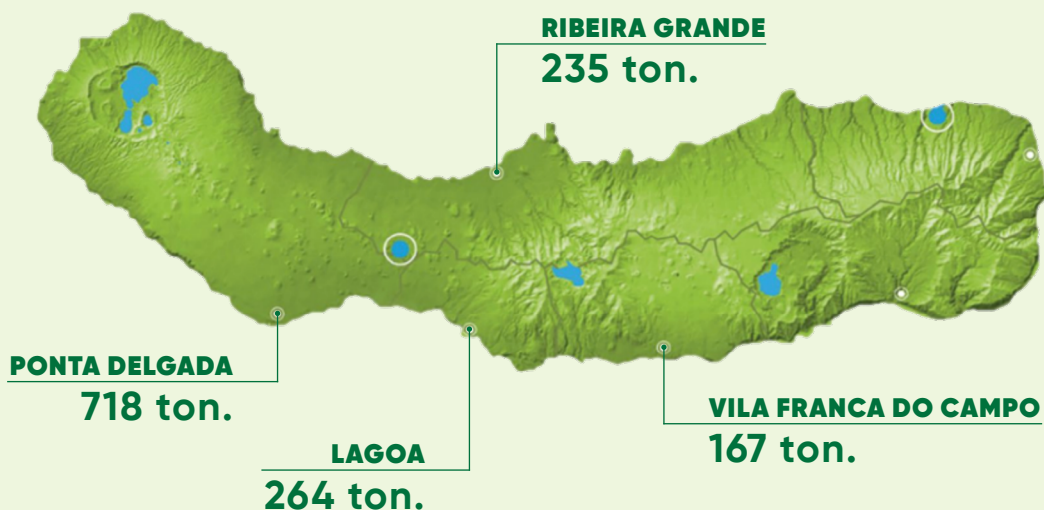 RIBEIRA GRANDE
235 ton.
PONTA DELGADA
718 ton.
LAGOA
264 ton.
VILA FRANCA DO CAMPO
167 ton.